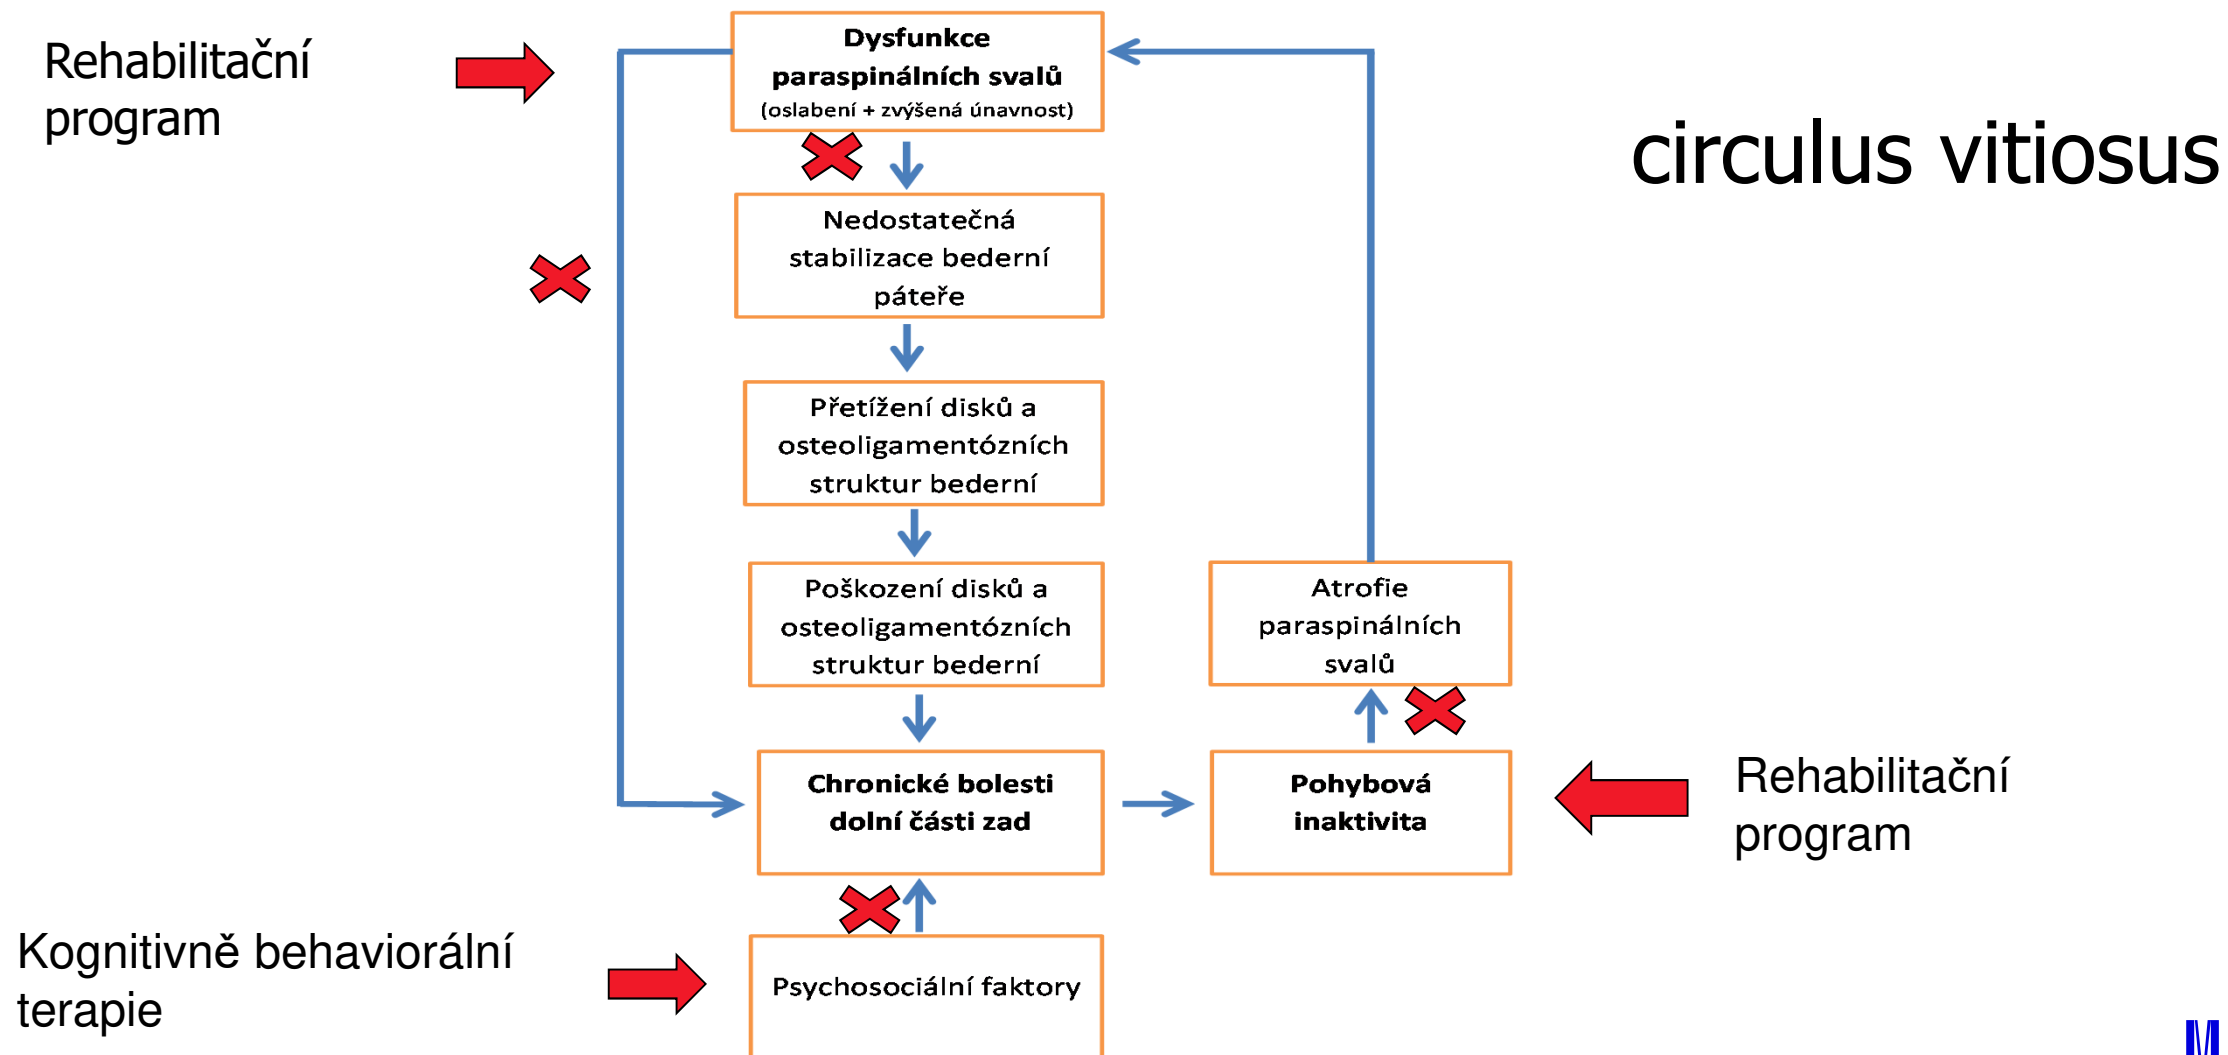 Rehabilitační
program
Dysfunkce
paraspinálních svalů
(oslabení + zvýšená únavnost)
circulus vitiosus
Nedostatečná
stabilizace bederní
páteře
Přetížení disků a
osteoligamentózních
struktur bederní
Poškození disků a
osteoligamentózních
struktur bederní
Atrofie
paraspinálních
svalů
Chronické bolesti
dolní části zad
Pohybová
inaktivita
Rehabilitační
program
Kognitivně behaviorální
terapie
Psychosociální faktory